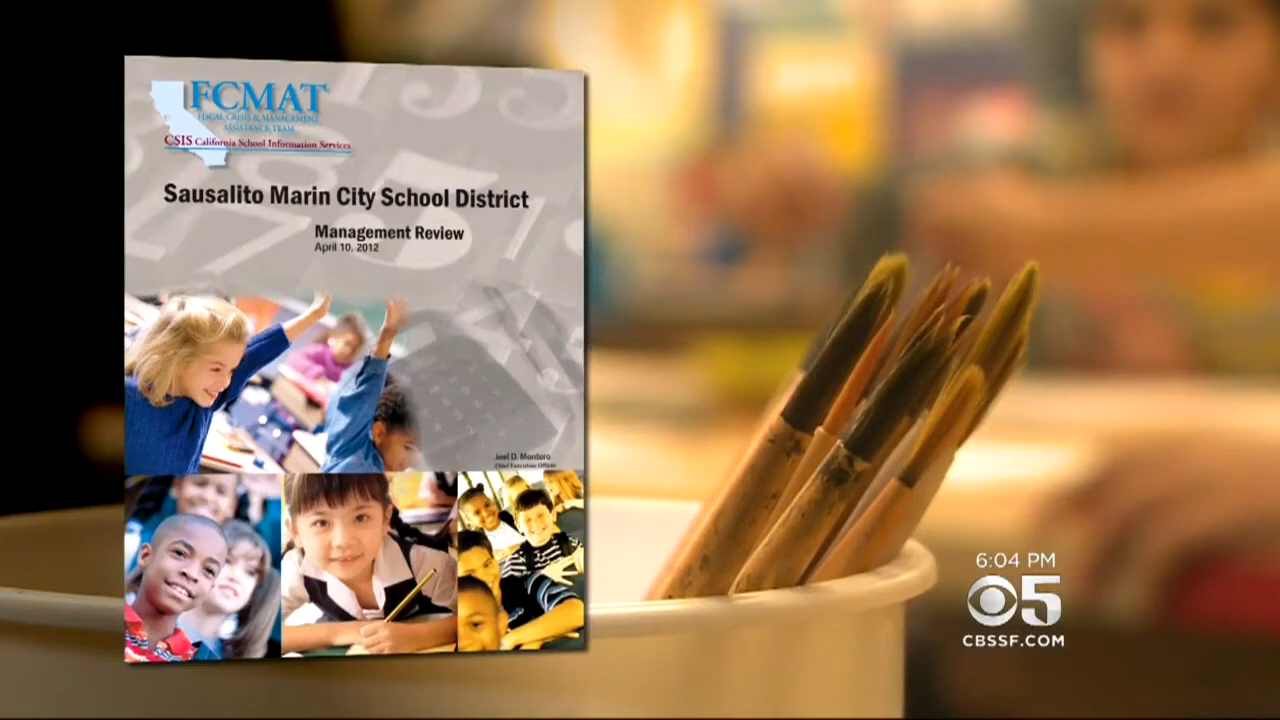 FCMAT
FISCAL CRISIS & MANAGEMENT
ASSISTANCE TEAM
CSIS California School Information Services
Sausalito Marin City School District
Management Review
April 10, 2012
Joel D. Montero
Chief Executive Officer
6:04 PM
5
CBSSF.COM